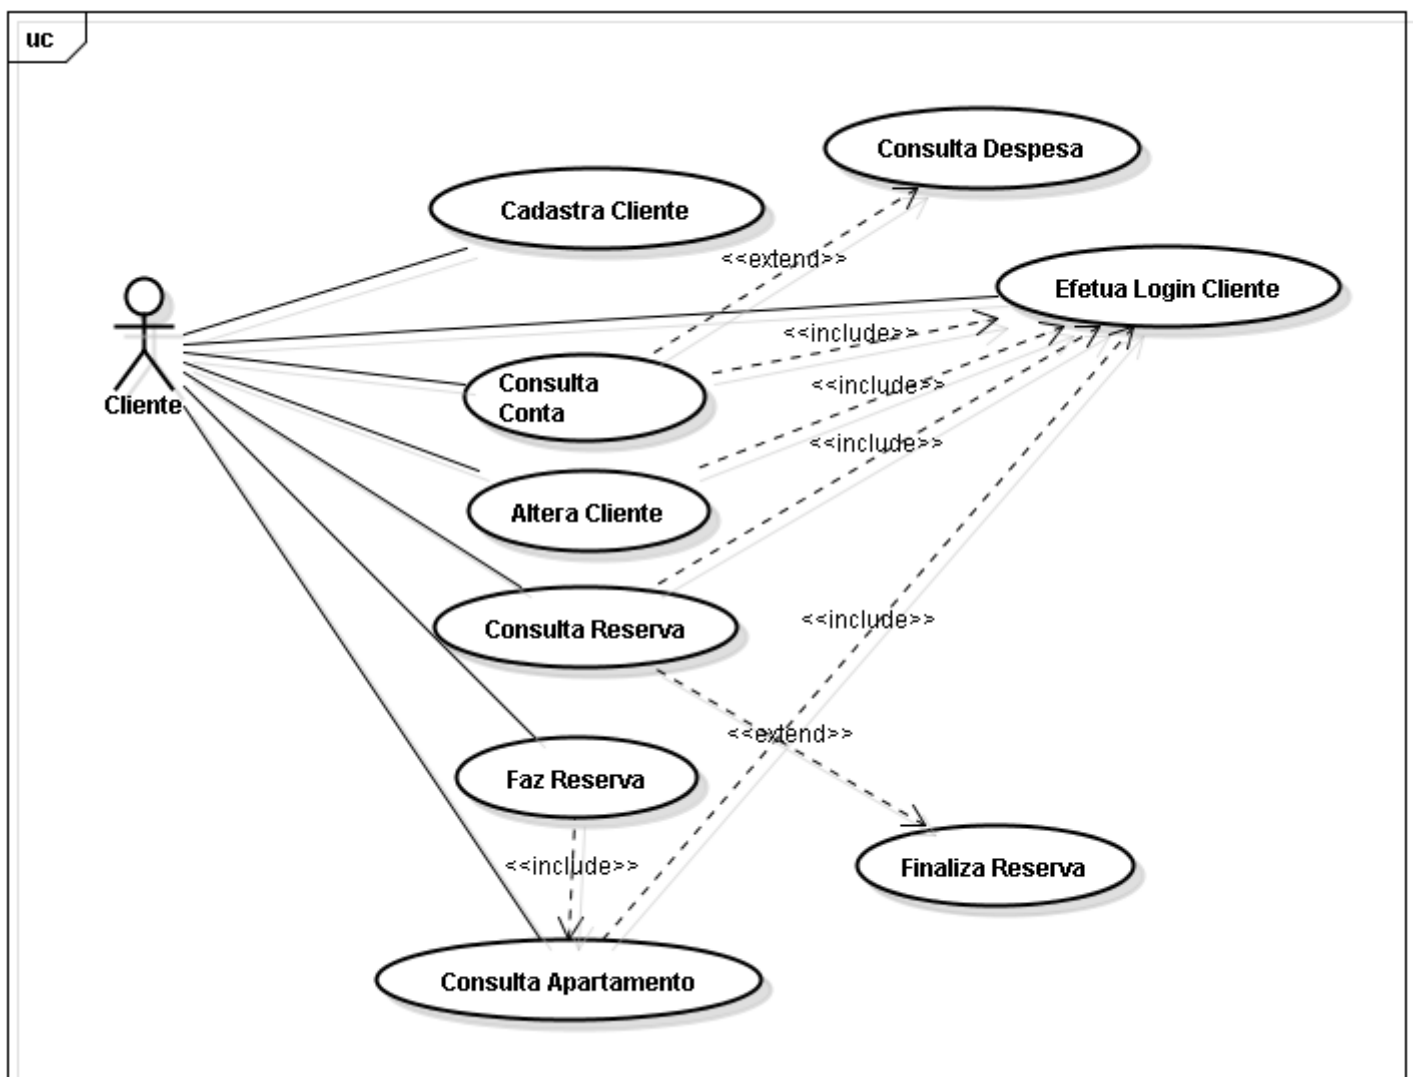 uc
Consulta Despesa
Cadastra Cliente
<<extend>>
Efetua Login Cliente
<<include>>
Consulta
Conta
<<include>>
Cliente
<<include>>
Altera Cliente
Consulta Reserva
<<include>>
<<extend>>
Faz Reserva
<<include>>
Finaliza Reserva
Consulta Apartamento